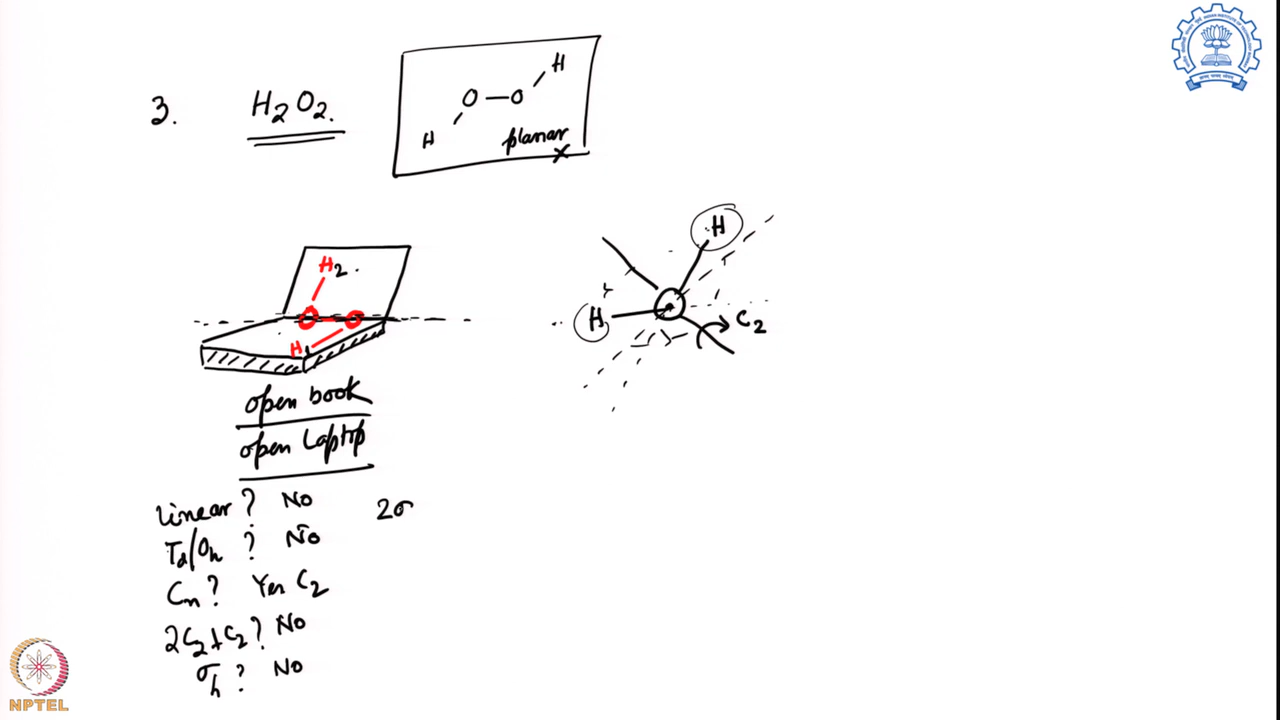 3. H₂O₂.
H
O — O
H
planar
×
H₂
O O
H₁
H
H
C₂
open book
open Laptop
Linear ? No
2σ
Td/Oh ? No
Cn ? Yes C₂
2C₂⊥C₂ ? No
σh ? No
NPTEL